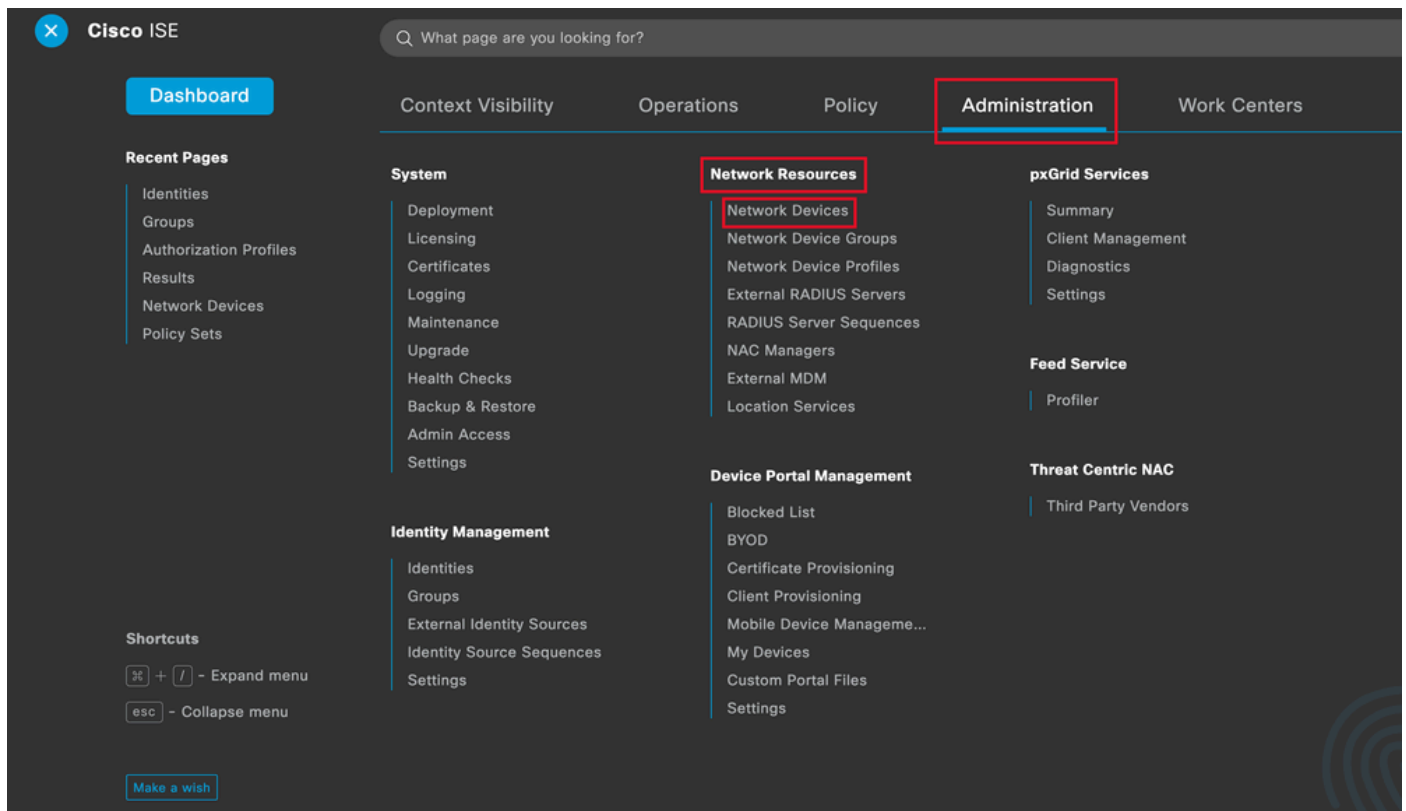 Cisco ISE
What page are you looking for?
Dashboard
Context Visibility
Operations
Policy
Administration
Work Centers
Recent Pages
Identities
Groups
Authorization Profiles
Results
Network Devices
Policy Sets
Shortcuts
⌘ + / - Expand menu
esc - Collapse menu
Make a wish
System
Deployment
Licensing
Certificates
Logging
Maintenance
Upgrade
Health Checks
Backup & Restore
Admin Access
Settings
Identity Management
Identities
Groups
External Identity Sources
Identity Source Sequences
Settings
Network Resources
Network Devices
Network Device Groups
Network Device Profiles
External RADIUS Servers
RADIUS Server Sequences
NAC Managers
External MDM
Location Services
Device Portal Management
Blocked List
BYOD
Certificate Provisioning
Client Provisioning
Mobile Device Manageme...
My Devices
Custom Portal Files
Settings
pxGrid Services
Summary
Client Management
Diagnostics
Settings
Feed Service
Profiler
Threat Centric NAC
Third Party Vendors